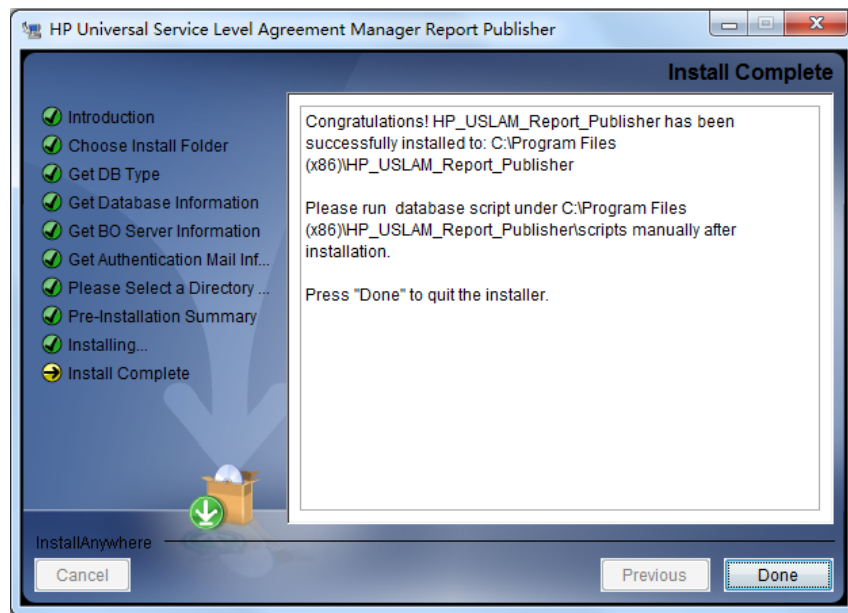 HP Universal Service Level Agreement Manager Report Publisher
Install Complete
Introduction
Choose Install Folder
Get DB Type
Get Database Information
Get BO Server Information
Get Authentication Mail Inf...
Please Select a Directory ...
Pre-Installation Summary
Installing...
Install Complete
Congratulations! HP_USLAM_Report_Publisher has been
successfully installed to: C:\Program Files
(x86)\HP_USLAM_Report_Publisher
Please run  database script under C:\Program Files
(x86)\HP_USLAM_Report_Publisher\scripts manually after
installation.
Press "Done" to quit the installer.
InstallAnywhere
Cancel
Previous
Done